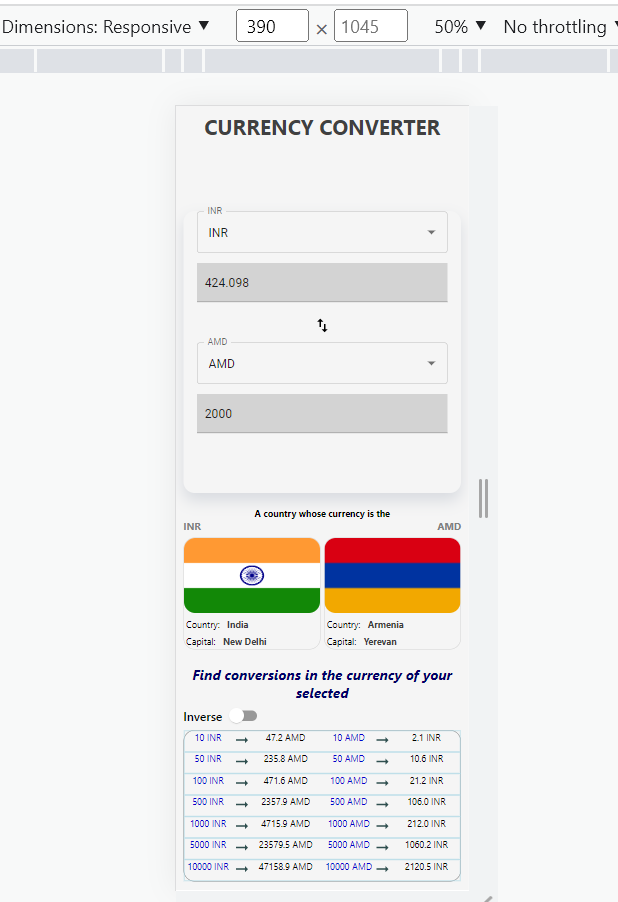 Dimensions: Responsive ▼ 390 × 1045 50% ▼ No throttling
CURRENCY CONVERTER
INR
INR
424.098
AMD
AMD
2000
A country whose currency is the
INR AMD
Country: India Country: Armenia
Capital: New Delhi Capital: Yerevan
Find conversions in the currency of your
selected
Inverse
10 INR → 47.2 AMD 10 AMD → 2.1 INR
50 INR → 235.8 AMD 50 AMD → 10.6 INR
100 INR → 471.6 AMD 100 AMD → 21.2 INR
500 INR → 2357.9 AMD 500 AMD → 106.0 INR
1000 INR → 4715.9 AMD 1000 AMD → 212.0 INR
5000 INR → 23579.5 AMD 5000 AMD → 1060.2 INR
10000 INR → 47158.9 AMD 10000 AMD → 2120.5 INR